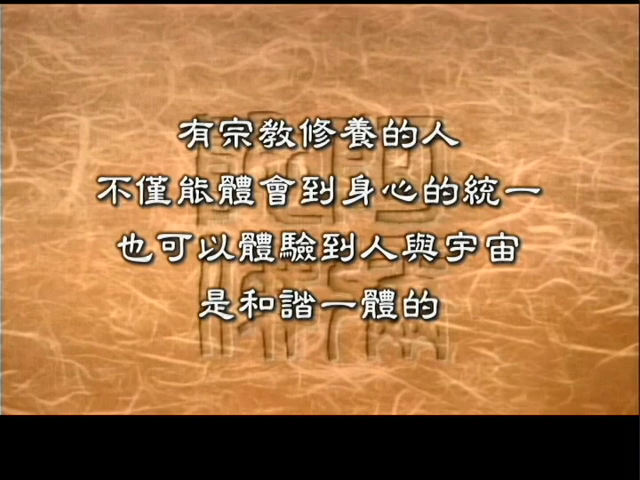 有宗教修養的人
不僅能體會到身心的統一
也可以體驗到人與宇宙
是和諧一體的